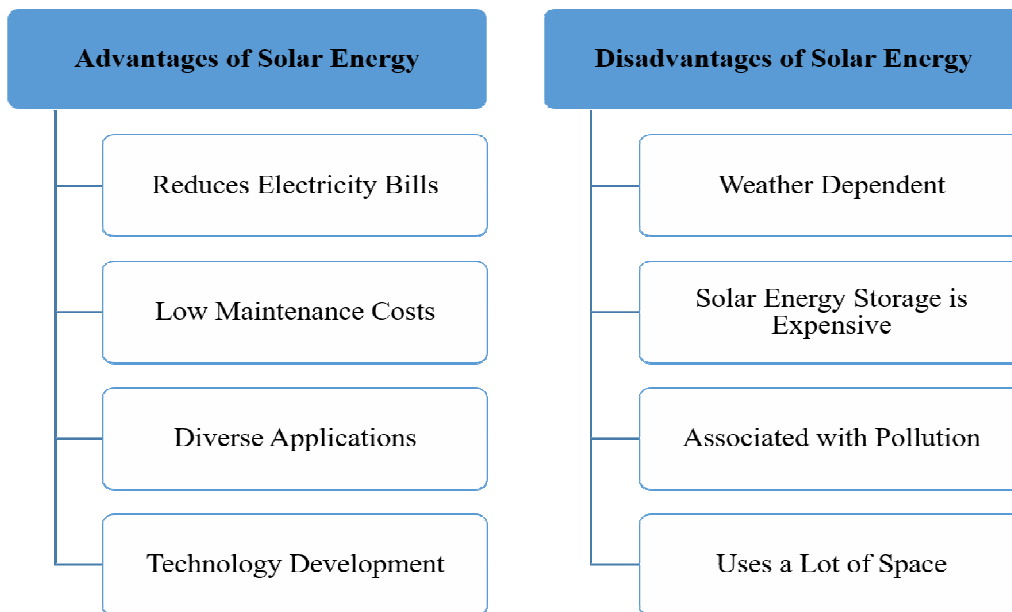 Advantages of Solar Energy
Reduces Electricity Bills
Low Maintenance Costs
Diverse Applications
Technology Development
Disadvantages of Solar Energy
Weather Dependent
Solar Energy Storage is
Expensive
Associated with Pollution
Uses a Lot of Space